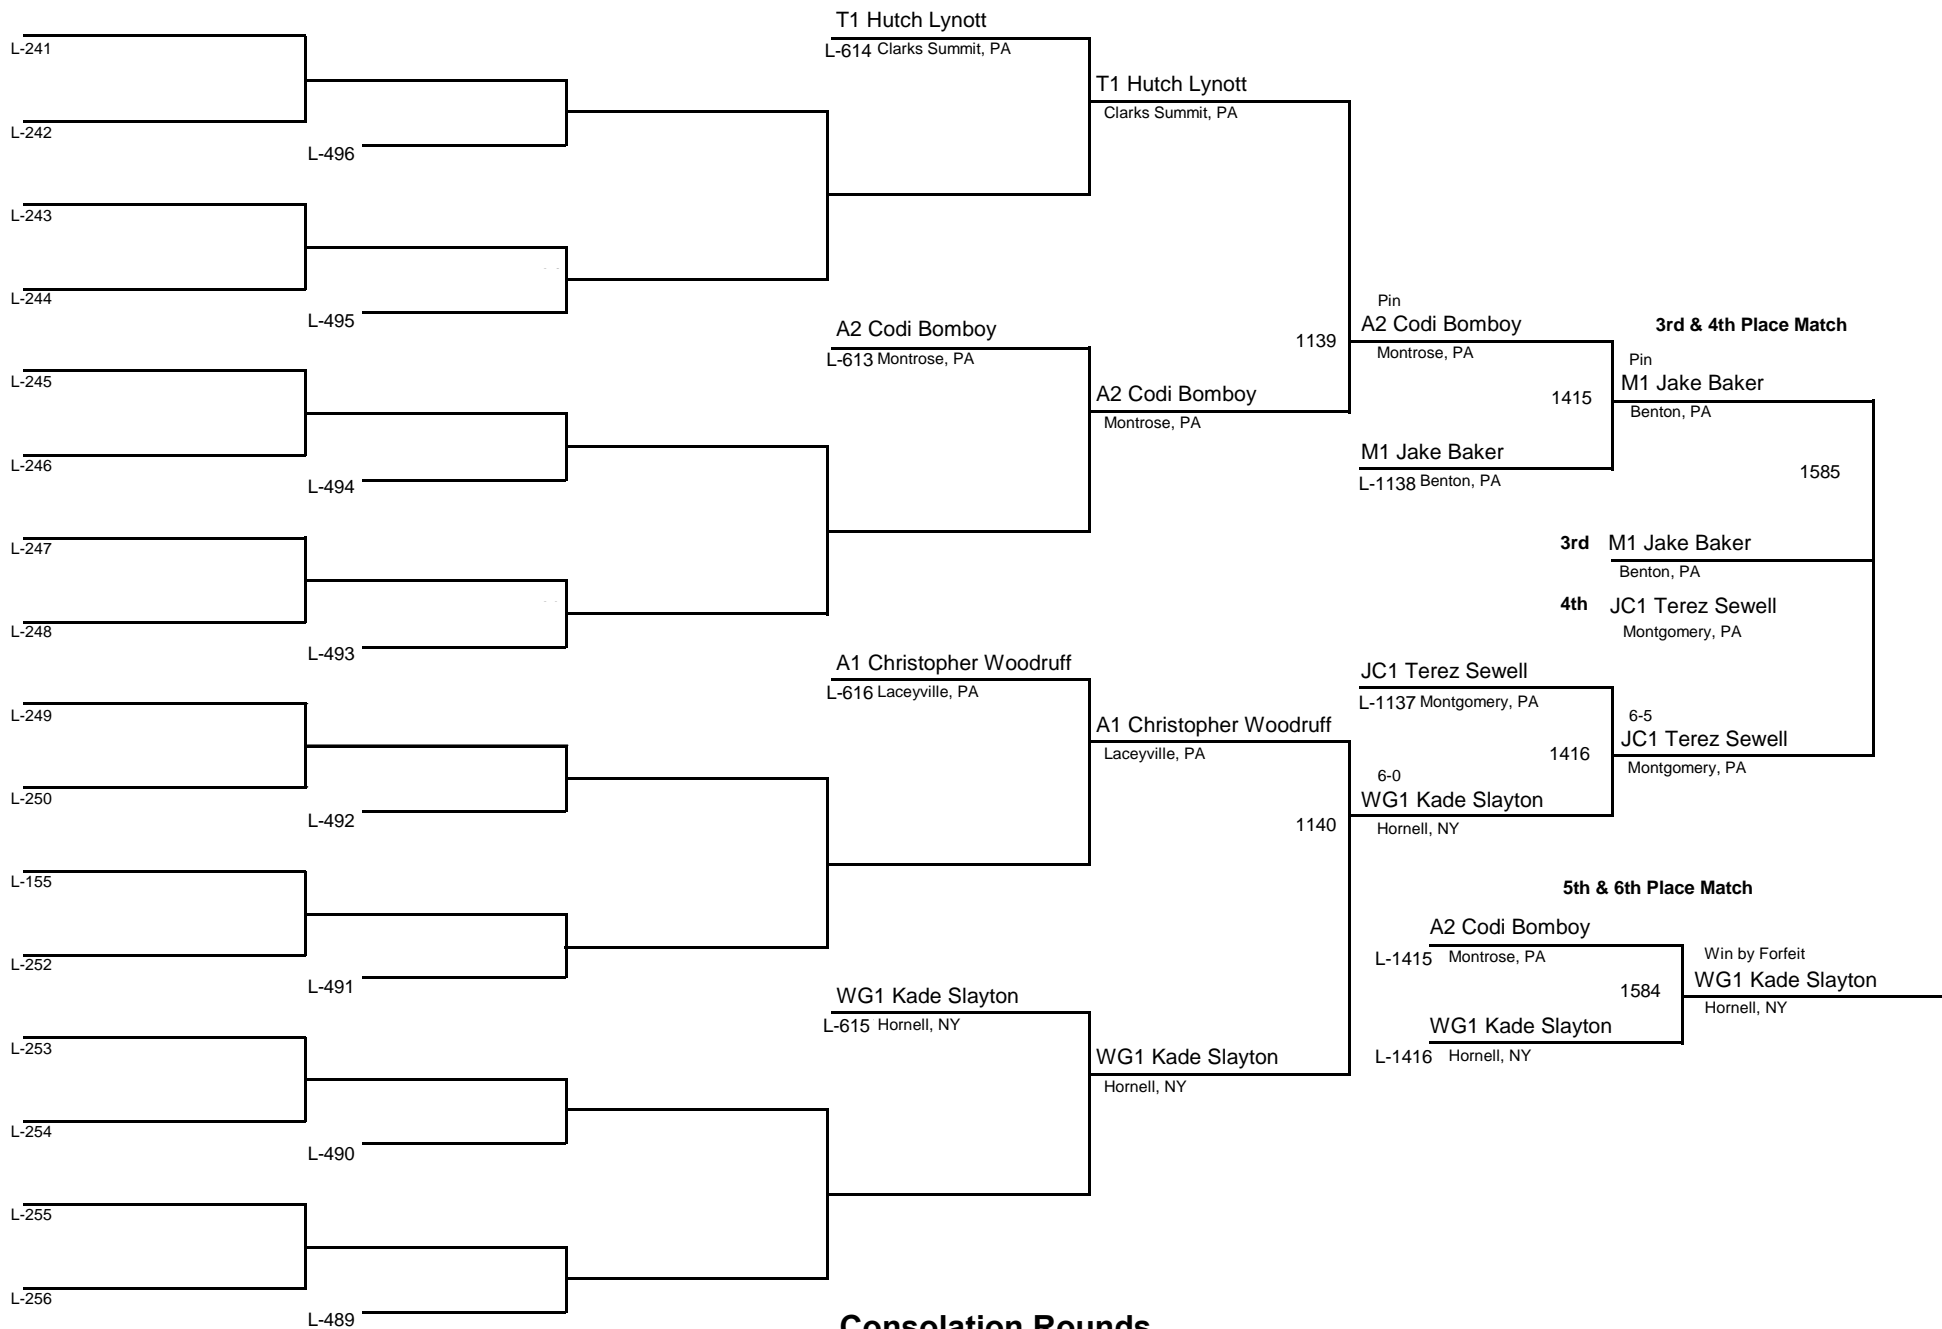 L-241
L-242
L-496
L-243
L-244
L-495
L-245
L-246
L-494
L-247
L-248
L-493
L-249
L-250
L-492
L-155
L-252
L-491
L-253
L-254
L-490
L-255
L-256
L-489
T1 Hutch Lynott
L-614 Clarks Summit, PA
A2 Codi Bomboy
L-613 Montrose, PA
A1 Christopher Woodruff
L-616 Laceyville, PA
WG1 Kade Slayton
L-615 Hornell, NY
T1 Hutch Lynott
Clarks Summit, PA
1139
A2 Codi Bomboy
Montrose, PA
A1 Christopher Woodruff
Laceyville, PA
1140
WG1 Kade Slayton
Hornell, NY
Pin
A2 Codi Bomboy
Montrose, PA
1415
M1 Jake Baker
L-1138 Benton, PA
JC1 Terez Sewell
L-1137 Montgomery, PA
1416
6-0
WG1 Kade Slayton
Hornell, NY
3rd & 4th Place Match
Pin
M1 Jake Baker
Benton, PA
1585
3rd M1 Jake Baker
Benton, PA
4th JC1 Terez Sewell
Montgomery, PA
6-5
JC1 Terez Sewell
Montgomery, PA
5th & 6th Place Match
A2 Codi Bomboy
L-1415 Montrose, PA
1584
WG1 Kade Slayton
L-1416 Hornell, NY
Win by Forfeit
WG1 Kade Slayton
Hornell, NY
Consolation Rounds